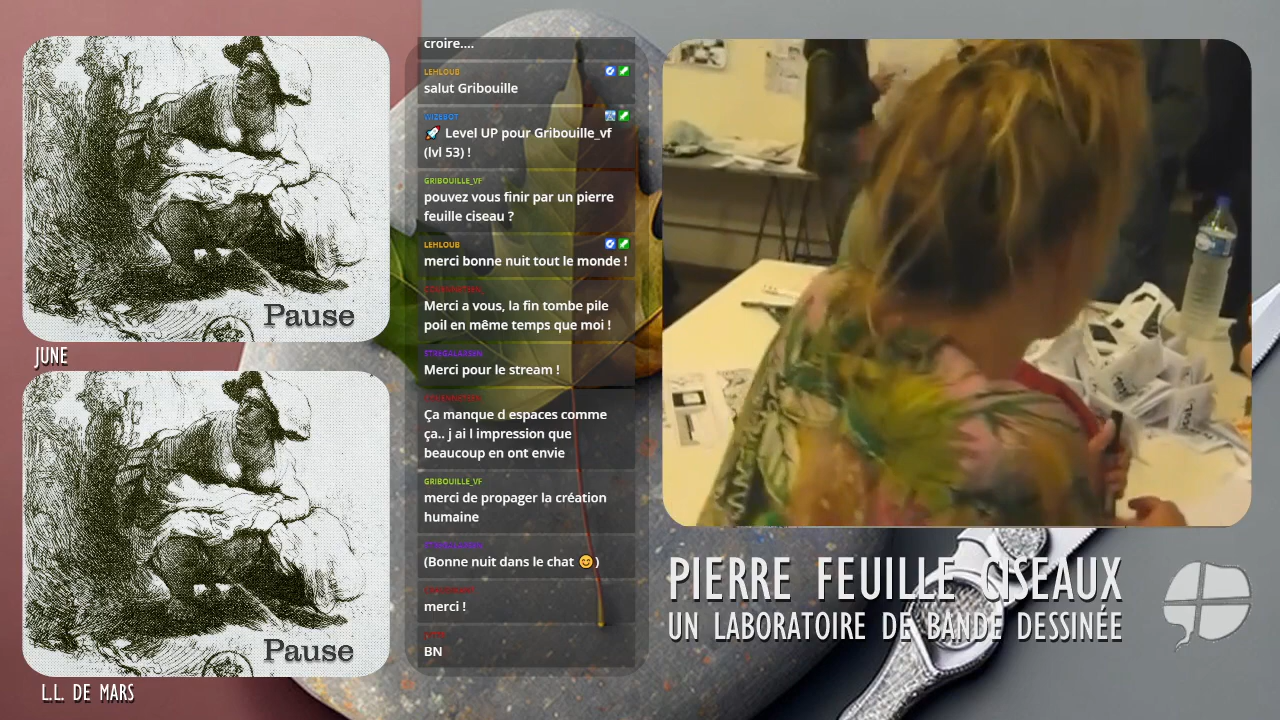 Pause
JUNE
Pause
L.L. DE MARS
croire....
LEHLOUB
salut Gribouille
WIZEBOT
🚀 Level UP pour Gribouille_vf
(lvl 53) !
GRIBOUILLE_VF
pouvez vous finir par un pierre
feuille ciseau ?
LEHLOUB
merci bonne nuit tout le monde !
Merci a vous, la fin tombe pile
poil en même temps que moi !
Merci pour le stream !
Ça manque d espaces comme
ça.. j ai l impression que
beaucoup en ont envie
GRIBOUILLE_VF
merci de propager la création
humaine
(Bonne nuit dans le chat 😊)
merci !
BN
PIERRE FEUILLE CISEAUX
UN LABORATOIRE DE BANDE DESSINÉE